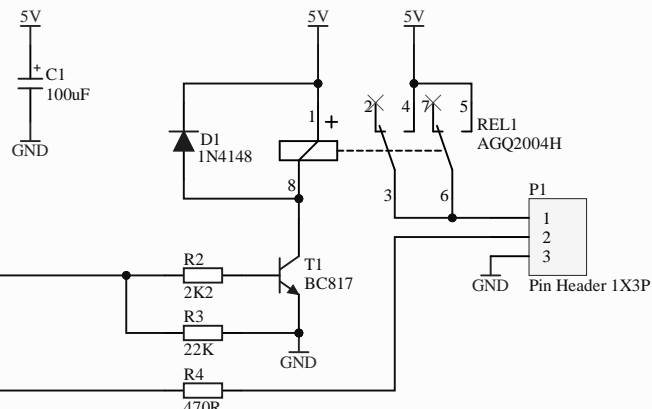 5V
5V
5V
+
C1
100uF
GND
1
+
2
4
7
5
REL1
AGQ2004H
D1
1N4148
8
3
6
P1
1
2
3
GND
Pin Header 1X3P
R2
2K2
T1
BC817
R3
22K
GND
R4
470R